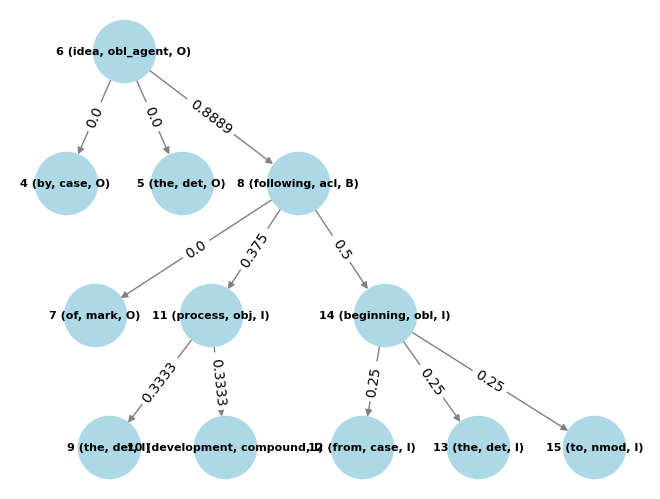 6 (idea, obl_agent, O)
0.0
0.0
0.8889
4 (by, case, O)
5 (the, det, O)
8 (following, acl, B)
0.0
0.375
0.5
7 (of, mark, O)
11 (process, obj, I)
14 (beginning, obl, I)
0.3333
0.3333
0.25
0.25
0.25
9 (the, det, I)
10 (development, compound, I)
12 (from, case, I)
13 (the, det, I)
15 (to, nmod, I)